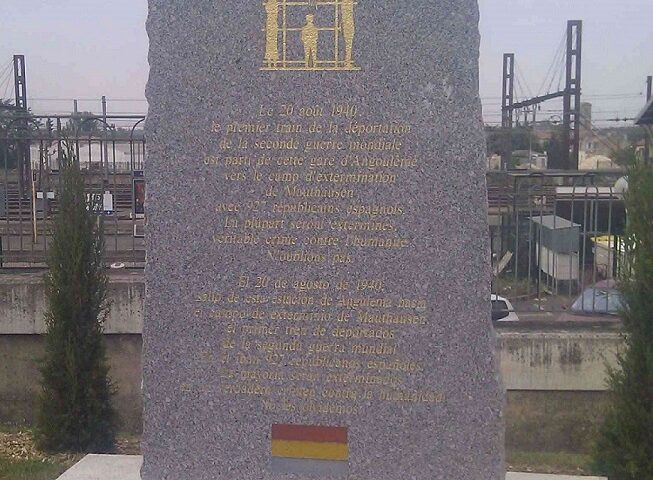 Le 20 août 1940
le premier train de la déportation
de la seconde guerre mondiale
est parti de cette gare d'Angoulême
vers le camp d'extermination
de Mauthausen
avec 927 républicains espagnols.
La plupart seront exterminés,
véritable crime contre l'humanité.
N'oublions pas.
El 20 de agosto de 1940,
salió de esta estación de Angulema hacia
el campo de exterminio de Mauthausen
el primer tren de deportados
de la segunda guerra mundial
927 republicanos españoles.
La mayoría serán exterminados
verdadero crimen contra la humanidad
No les olvidemos